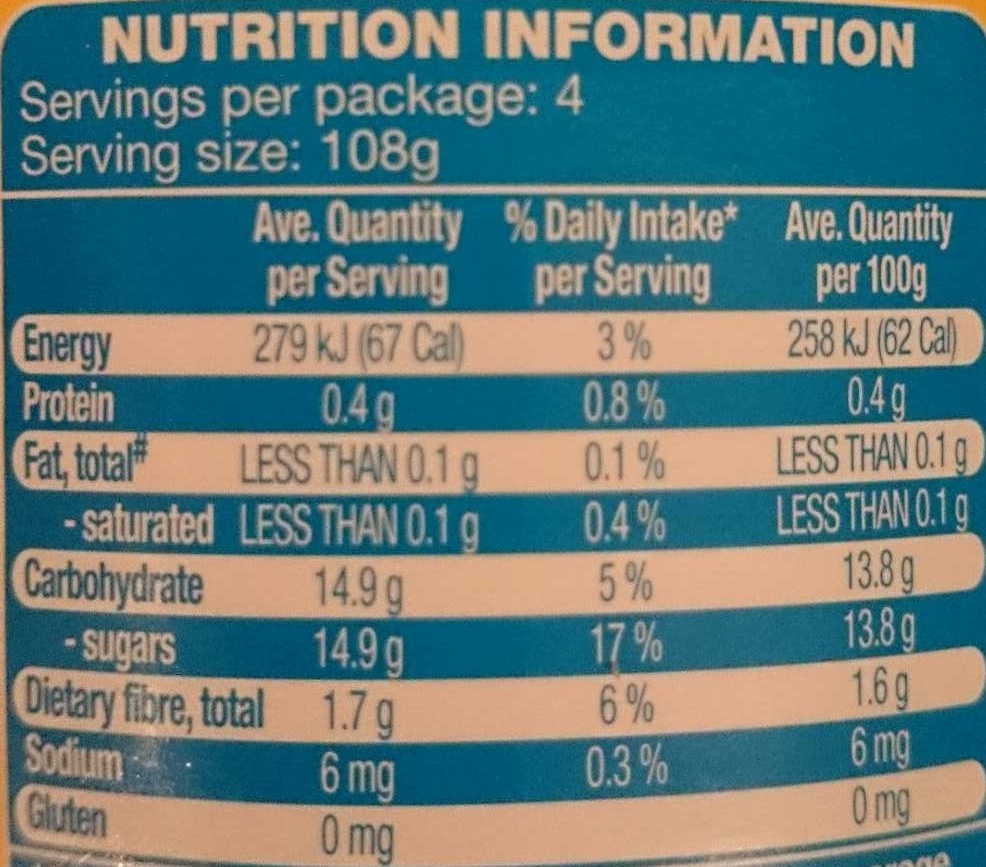 NUTRITION INFORMATION
Servings per package: 4
Serving size: 108g
Ave. Quantity % Daily Intake* Ave. Quantity
per Serving per Serving per 100g
Energy 279 kJ (67 Cal) 3 % 258 kJ (62 Cal)
Protein 0.4 g 0.8 % 0.4 g
Fat, total# LESS THAN 0.1 g 0.1 % LESS THAN 0.1 g
- saturated LESS THAN 0.1 g 0.4 % LESS THAN 0.1 g
Carbohydrate 14.9 g 5 % 13.8 g
- sugars 14.9 g 17 % 13.8 g
Dietary fibre, total 1.7 g 6 % 1.6 g
Sodium 6 mg 0.3 % 6 mg
Gluten 0 mg 0 mg